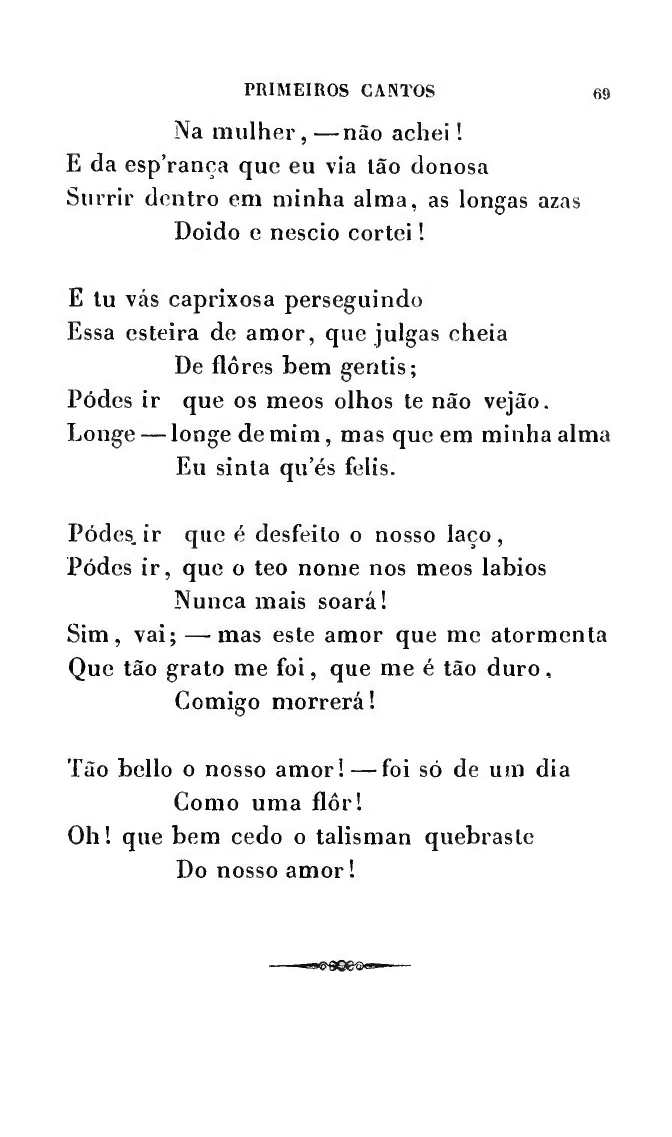 PRIMEIROS CANTOS 69
Na mulher, — não achei!
E da esp'rança que eu via tão donosa
Surrir dentro em minha alma, as longas azas
Doido e nescio cortei!
E tu vás caprixosa perseguindo
Essa esteira de amor, que julgas cheia
De flôres bem gentis;
Pódes ir que os meos olhos te não vejão.
Longe — longe de mim, mas que em minha alma
Eu sinta qu'és felis.
Pódes ir que é desfeito o nosso laço,
Pódes ir, que o teo nome nos meos labios
Nunca mais soará!
Sim, vai; — mas este amor que me atormenta
Que tão grato me foi, que me é tão duro,
Comigo morrerá!
Tão bello o nosso amor! — foi só de um dia
Como uma flôr!
Oh! que bem cedo o talisman quebraste
Do nosso amor!